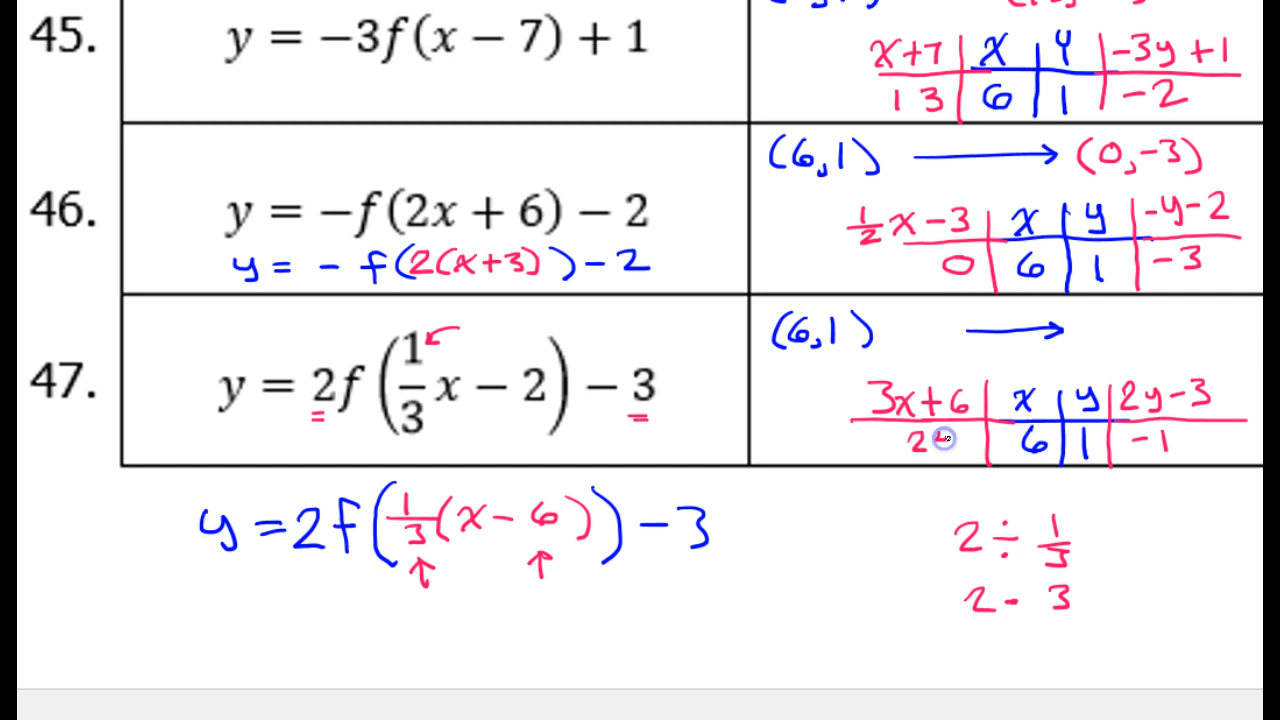 45. y = −3f(x − 7) + 1
x+7 | x | y | -3y+1
13 | 6 | 1 | -2
(6,1) ⟶ (0,-3)
46. y = −f(2x + 6) − 2
y = - f(2(x+3))-2
½x-3 | x | y | -y-2
0 | 6 | 1 | -3
(6,1) ⟶
47. y = 2f(1/3 x − 2) − 3
3x+6 | x | y | 2y-3
24 | 6 | 1 | -1
y = 2f(1/3(x-6))-3
2 ÷ 1/3
2 · 3